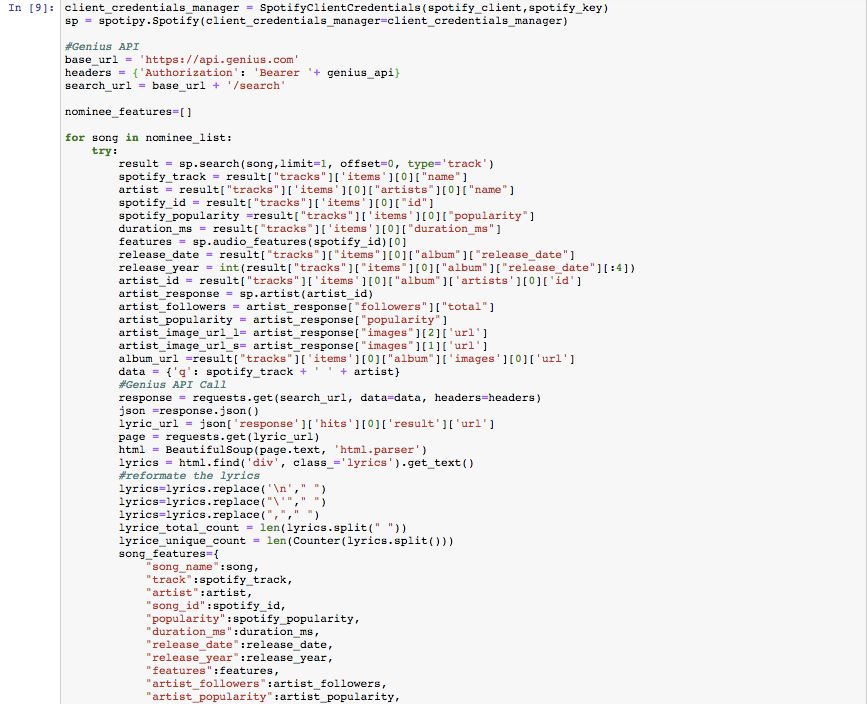 In [9]: client_credentials_manager = SpotifyClientCredentials(spotify_client,spotify_key)
sp = spotipy.Spotify(client_credentials_manager=client_credentials_manager)

#Genius API
base_url = 'https://api.genius.com'
headers = {'Authorization': 'Bearer '+ genius_api}
search_url = base_url + '/search'

nominee_features=[]

for song in nominee_list:
    try:
        result = sp.search(song,limit=1, offset=0, type='track')
        spotify_track = result["tracks"]['items'][0]["name"]
        artist = result["tracks"]['items'][0]["artists"][0]["name"]
        spotify_id = result["tracks"]['items'][0]["id"]
        spotify_popularity =result["tracks"]['items'][0]["popularity"]
        duration_ms = result["tracks"]['items'][0]["duration_ms"]
        features = sp.audio_features(spotify_id)[0]
        release_date = result["tracks"]["items"][0]["album"]["release_date"]
        release_year = int(result["tracks"]["items"][0]["album"]["release_date"][:4])
        artist_id = result["tracks"]['items'][0]["album"]['artists'][0]['id']
        artist_response = sp.artist(artist_id)
        artist_followers = artist_response["followers"]["total"]
        artist_popularity = artist_response["popularity"]
        artist_image_url_l= artist_response["images"][2]['url']
        artist_image_url_s= artist_response["images"][1]['url']
        album_url =result["tracks"]['items'][0]["album"]['images'][0]['url']
        data = {'q': spotify_track + ' ' + artist}
        #Genius API Call
        response = requests.get(search_url, data=data, headers=headers)
        json =response.json()
        lyric_url = json['response']['hits'][0]['result']['url']
        page = requests.get(lyric_url)
        html = BeautifulSoup(page.text, 'html.parser')
        lyrics = html.find('div', class_='lyrics').get_text()
        #reformate the lyrics
        lyrics=lyrics.replace('\n'," ")
        lyrics=lyrics.replace("\'"," ")
        lyrics=lyrics.replace(","," ")
        lyrice_total_count = len(lyrics.split(" "))
        lyrice_unique_count = len(Counter(lyrics.split()))
        song_features={
            "song_name":song,
            "track":spotify_track,
            "artist":artist,
            "song_id":spotify_id,
            "popularity":spotify_popularity,
            "duration_ms":duration_ms,
            "release_date":release_date,
            "release_year":release_year,
            "features":features,
            "artist_followers":artist_followers,
            "artist_popularity":artist_popularity,